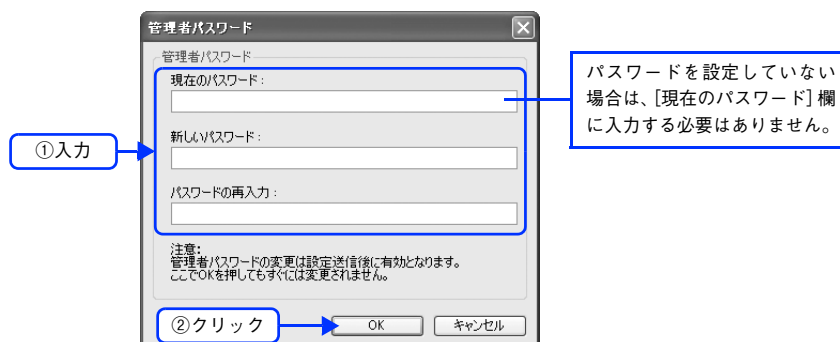 管理者パスワード
管理者パスワード
現在のパスワード：
新しいパスワード：
パスワードの再入力：
注意：
管理者パスワードの変更は設定送信後に有効となります。
ここでOKを押してもすぐには変更されません。
OK
キャンセル
①入力
②クリック
パスワードを設定していない
場合は、［現在のパスワード］欄
に入力する必要はありません。